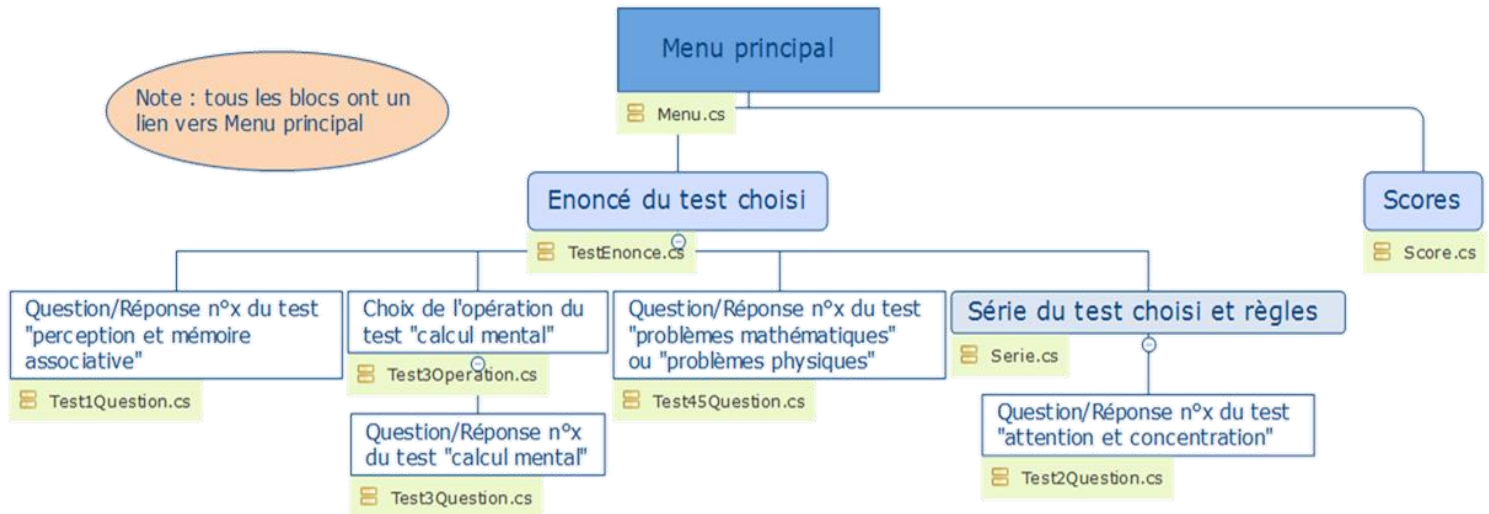 Menu principal
Note : tous les blocs ont un
lien vers Menu principal
Menu.cs
Enoncé du test choisi
Scores
TestEnonce.cs
Score.cs
Question/Réponse n°x du test
"perception et mémoire
associative"
Test1Question.cs
Choix de l'opération du
test "calcul mental"
Test3Operation.cs
Question/Réponse n°x
du test "calcul mental"
Test3Question.cs
Question/Réponse n°x du test
"problèmes mathématiques"
ou "problèmes physiques"
Test45Question.cs
Série du test choisi et règles
Serie.cs
Question/Réponse n°x du test
"attention et concentration"
Test2Question.cs